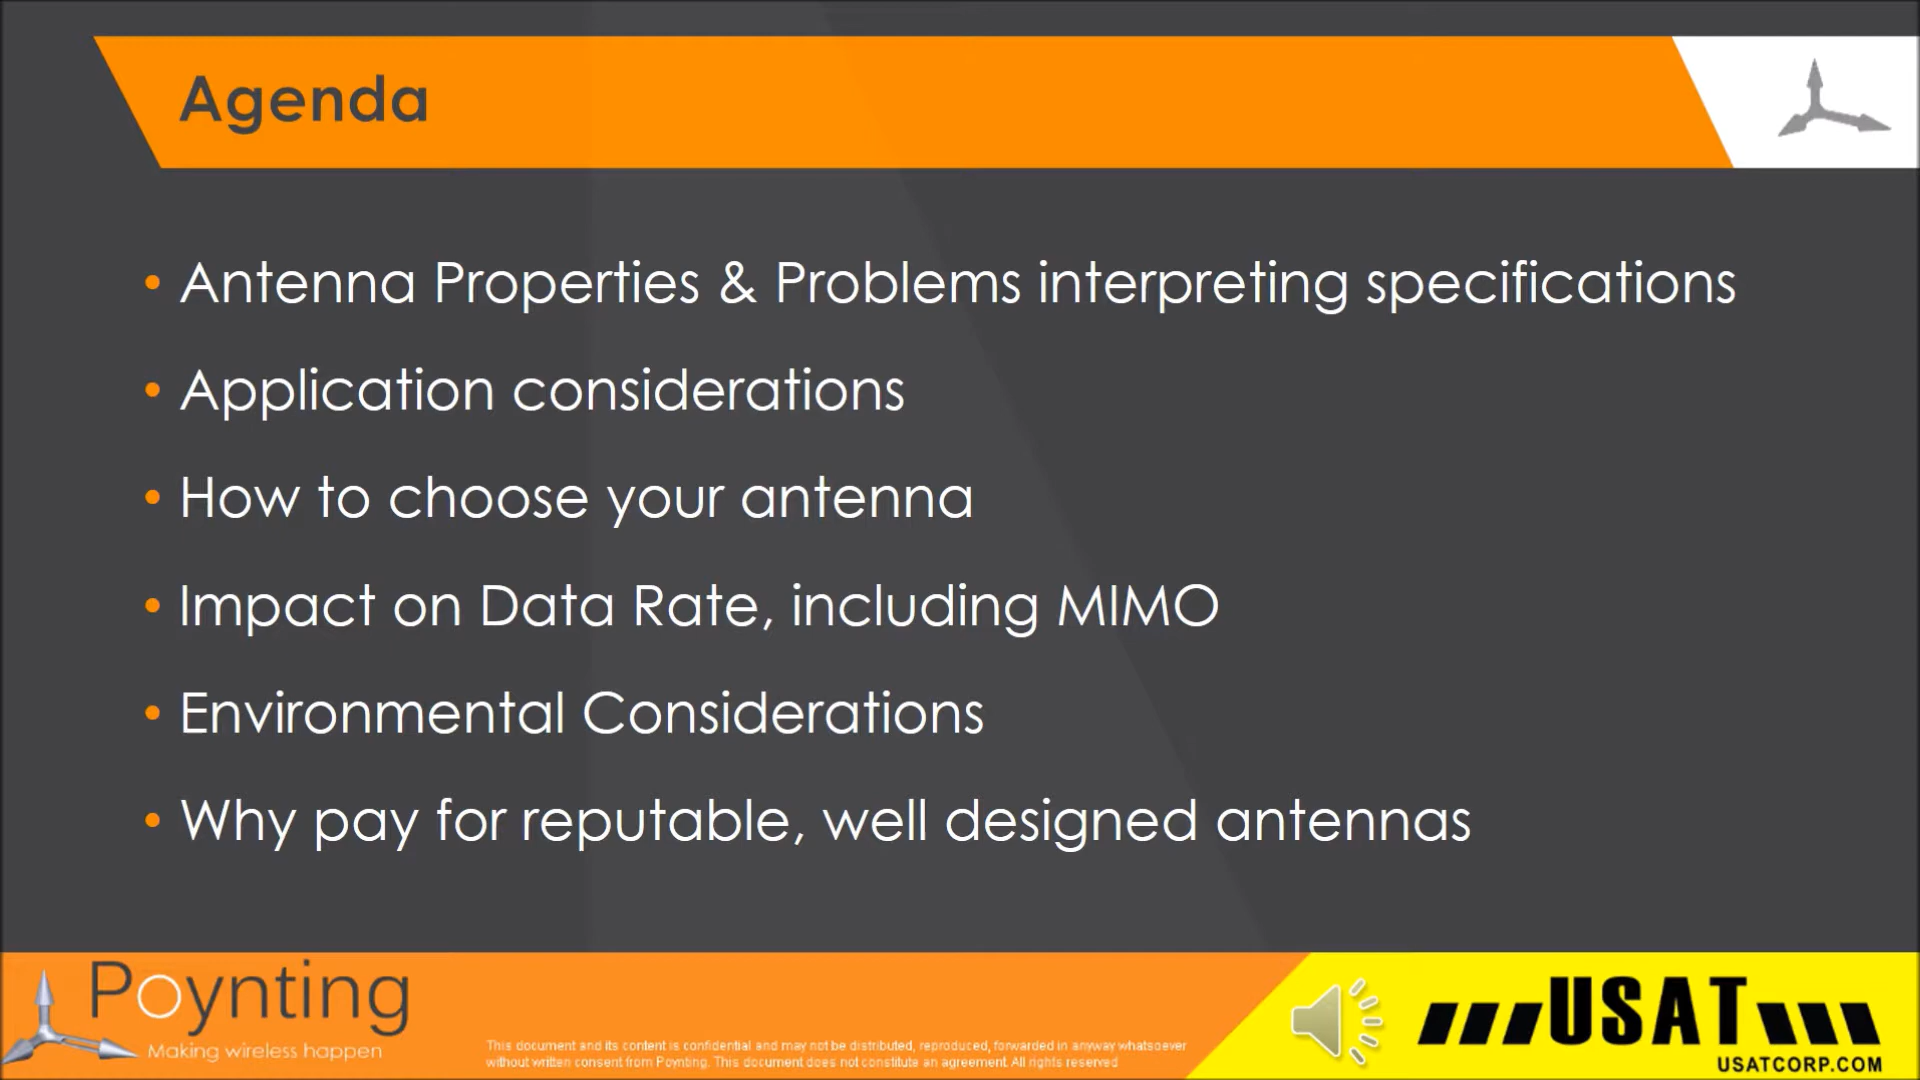 Agenda
• Antenna Properties & Problems interpreting specifications
• Application considerations
• How to choose your antenna
• Impact on Data Rate, including MIMO
• Environmental Considerations
• Why pay for reputable, well designed antennas
Poynting
Making wireless happen
This document and its content is confidential and may not be distributed, reproduced, forwarded in anyway whatsoever
without written consent from Poynting. This document does not constitute an agreement. All rights reserved
USAT
USATCORP.COM